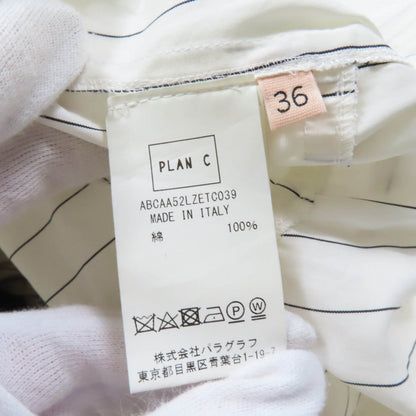 36
PLAN C
ABCAA52LZETC039
MADE IN ITALY
綿 100%
P W
株式会社パラグラフ
東京都目黒区青葉台1-19-